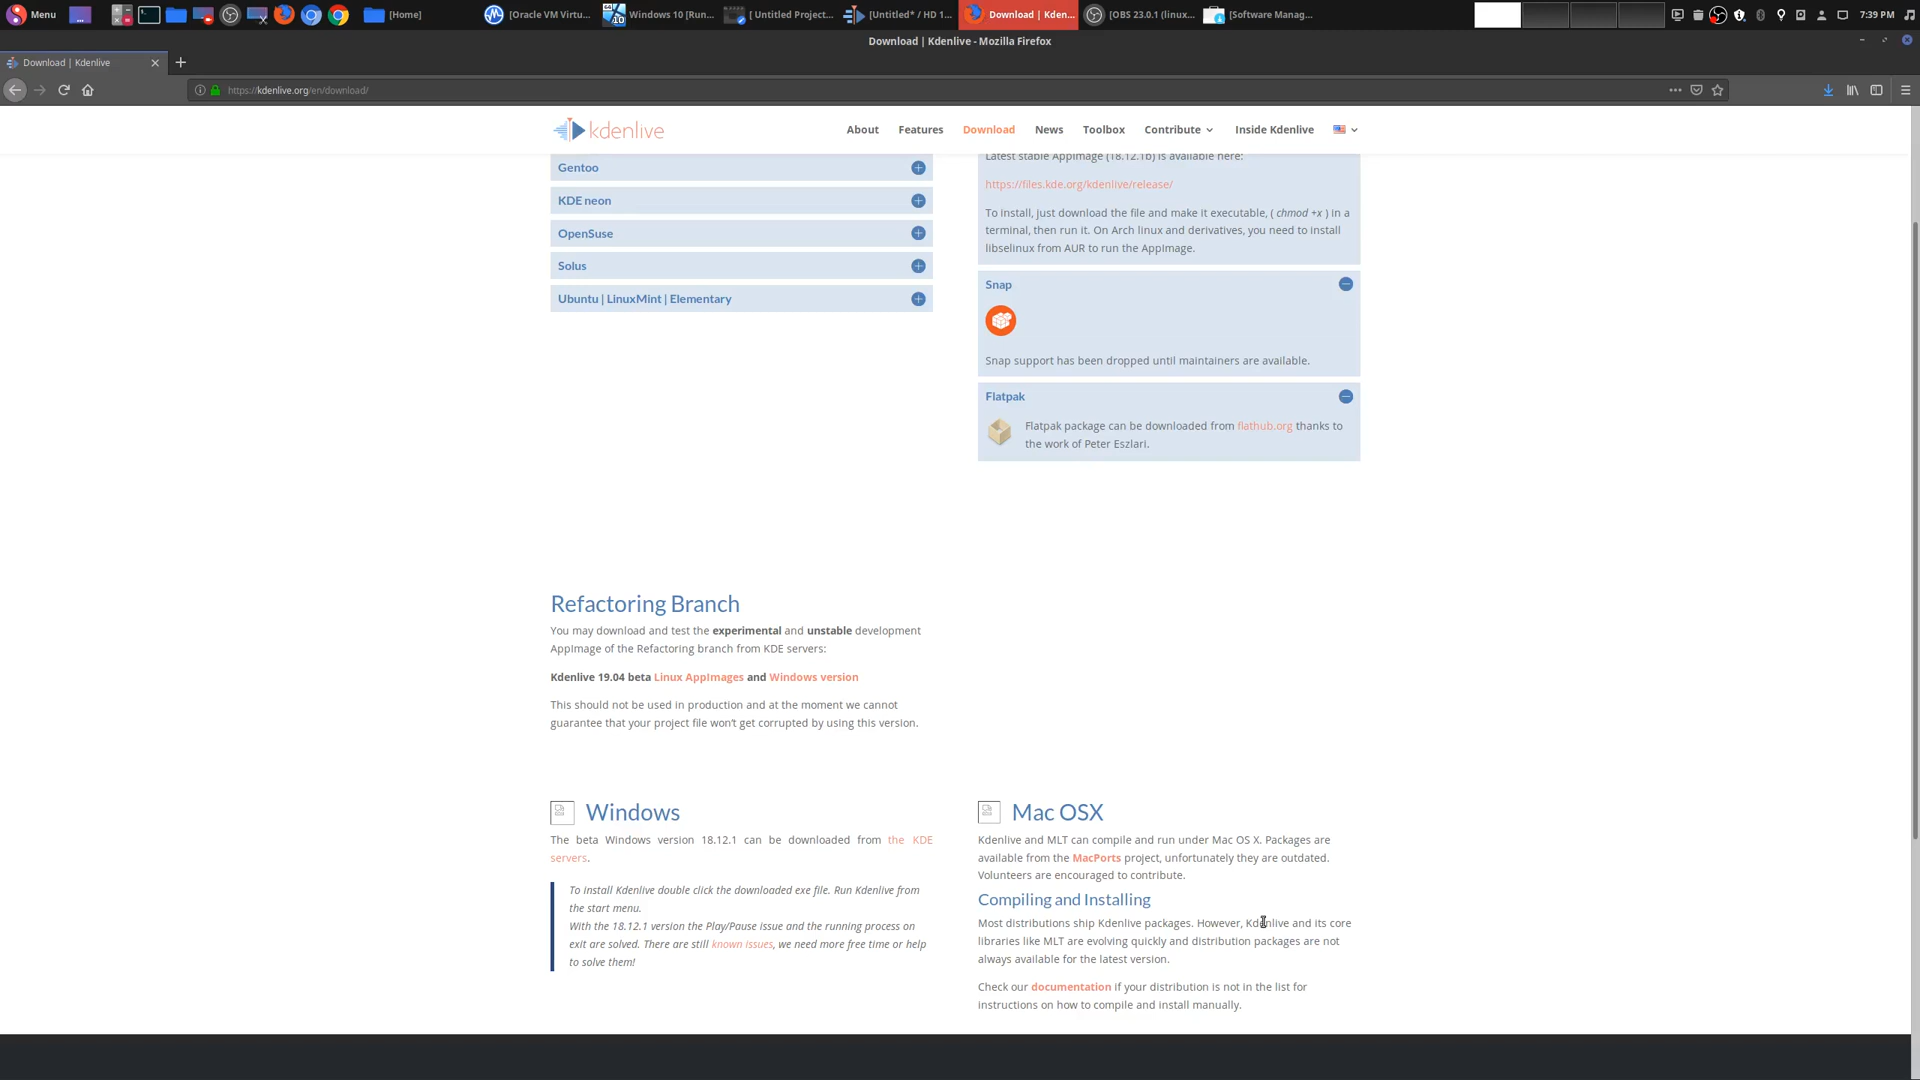 Menu
[Home]
[Oracle VM Virtu...
Windows 10 [Run...
[ Untitled Project...
[Untitled* / HD 1...
Download | Kden...
[OBS 23.0.1 (linux...
[Software Manag...
7:39 PM
Download | Kdenlive - Mozilla Firefox
Download | Kdenlive
https://kdenlive.org/en/download/
kdenlive
About
Features
Download
News
Toolbox
Contribute
Inside Kdenlive
Gentoo
KDE neon
OpenSuse
Solus
Ubuntu | LinuxMint | Elementary
Latest stable AppImage (18.12.1b) is available here:
https://files.kde.org/kdenlive/release/
To install, just download the file and make it executable, ( chmod +x ) in a
terminal, then run it. On Arch linux and derivatives, you need to install
libselinux from AUR to run the AppImage.
Snap
Snap support has been dropped until maintainers are available.
Flatpak
Flatpak package can be downloaded from flathub.org thanks to
the work of Peter Eszlari.
Refactoring Branch
You may download and test the experimental and unstable development
AppImage of the Refactoring branch from KDE servers:
Kdenlive 19.04 beta Linux AppImages and Windows version
This should not be used in production and at the moment we cannot
guarantee that your project file won't get corrupted by using this version.
Windows
The beta Windows version 18.12.1 can be downloaded from the KDE
servers.
To install Kdenlive double click the downloaded exe file. Run Kdenlive from
the start menu.
With the 18.12.1 version the Play/Pause issue and the running process on
exit are solved. There are still known issues, we need more free time or help
to solve them!
Mac OSX
Kdenlive and MLT can compile and run under Mac OS X. Packages are
available from the MacPorts project, unfortunately they are outdated.
Volunteers are encouraged to contribute.
Compiling and Installing
Most distributions ship Kdenlive packages. However, Kdenlive and its core
libraries like MLT are evolving quickly and distribution packages are not
always available for the latest version.
Check our documentation if your distribution is not in the list for
instructions on how to compile and install manually.